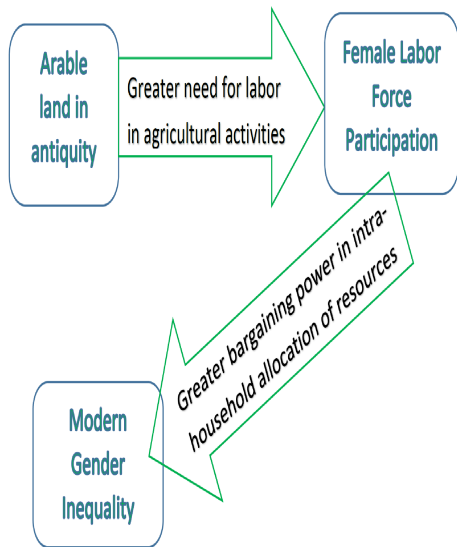 Arable
land in
antiquity
Greater need for labor
in agricultural activities
Female Labor
Force
Participation
Greater bargaining power in intra-
household allocation of resources
Modern
Gender
Inequality